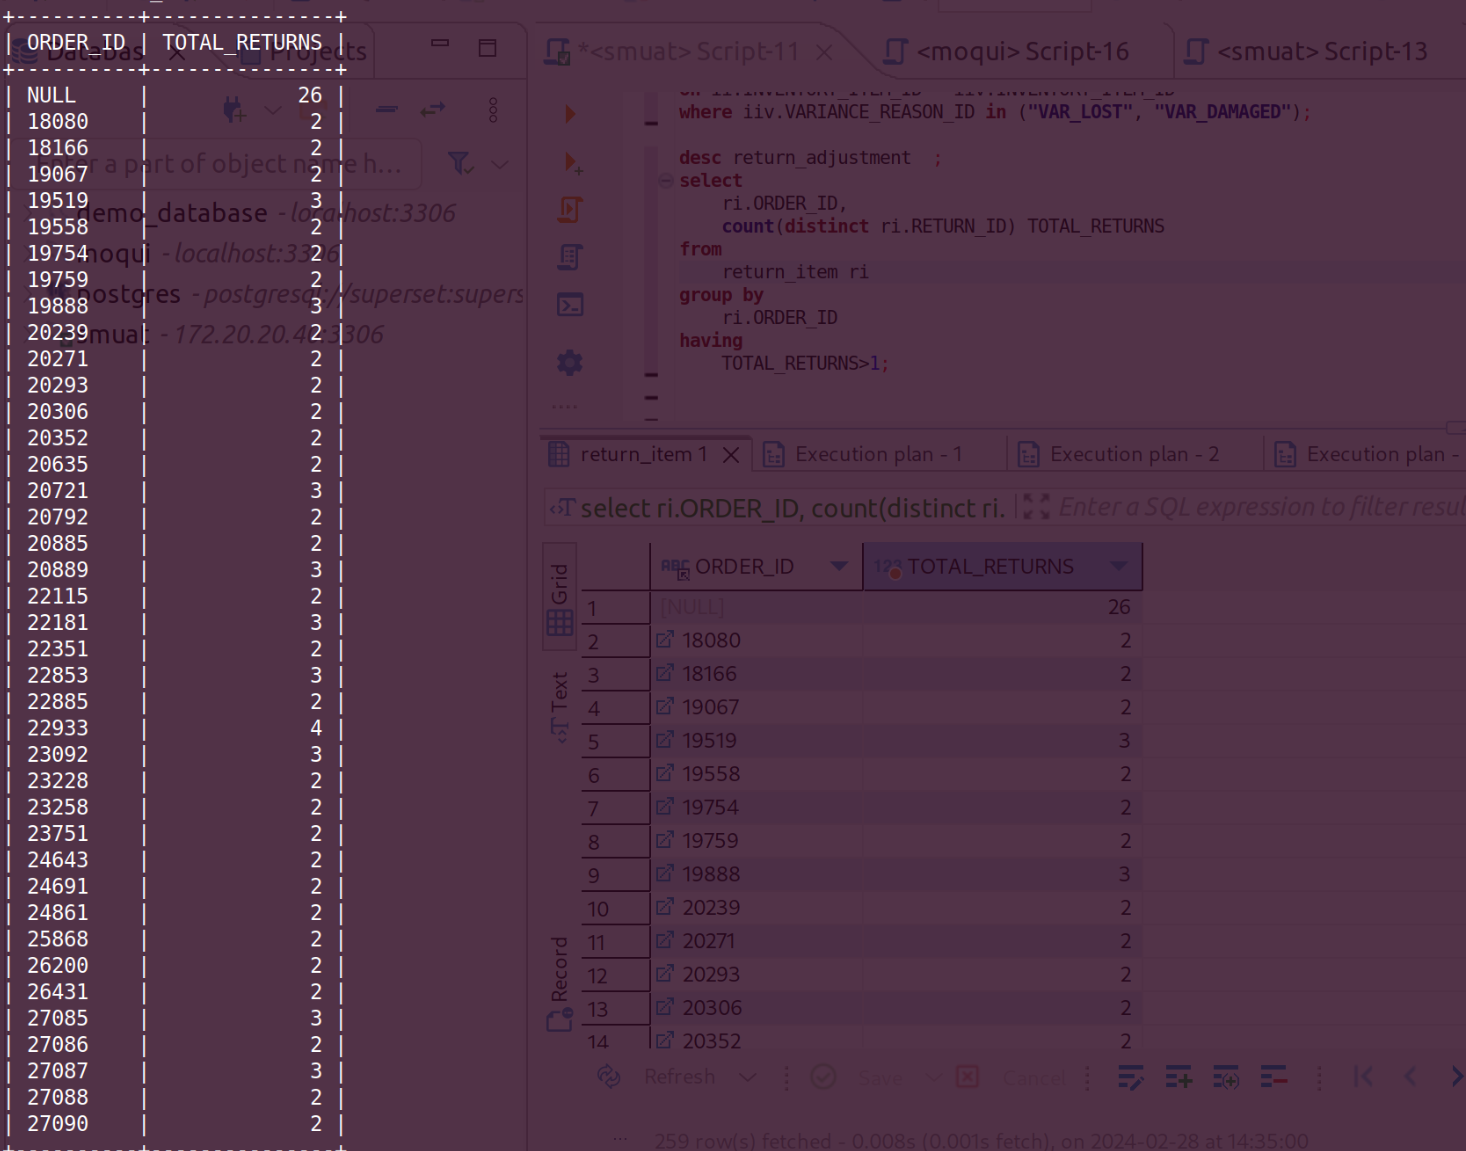 +----------+---------------+
| ORDER_ID | TOTAL_RETURNS |
+----------+---------------+
| NULL | 26 |
| 18080 | 2 |
| 18166 | 2 |
| 19067 | 2 |
| 19519 | 3 |
| 19558 | 2 |
| 19754 | 2 |
| 19759 | 2 |
| 19888 | 3 |
| 20239 | 2 |
| 20271 | 2 |
| 20293 | 2 |
| 20306 | 2 |
| 20352 | 2 |
| 20635 | 2 |
| 20721 | 3 |
| 20792 | 2 |
| 20885 | 2 |
| 20889 | 3 |
| 22115 | 2 |
| 22181 | 3 |
| 22351 | 2 |
| 22853 | 3 |
| 22885 | 2 |
| 22933 | 4 |
| 23092 | 3 |
| 23228 | 2 |
| 23258 | 2 |
| 23751 | 2 |
| 24643 | 2 |
| 24691 | 2 |
| 24861 | 2 |
| 25868 | 2 |
| 26200 | 2 |
| 26431 | 2 |
| 27085 | 3 |
| 27086 | 2 |
| 27087 | 3 |
| 27088 | 2 |
| 27090 | 2 |
+----------+---------------+
Projects
Enter a part of object name h...
demo_database - localhost:3306
moqui - localhost:3306
postgres - postgresql://superset:supers
smuat - 172.20.20.40:3306
*<smuat> Script-11
<moqui> Script-16
<smuat> Script-13
on ii.INVENTORY_ITEM_ID = iiv.INVENTORY_ITEM_ID
where iiv.VARIANCE_REASON_ID in ("VAR_LOST", "VAR_DAMAGED");
desc return_adjustment ;
select
ri.ORDER_ID,
count(distinct ri.RETURN_ID) TOTAL_RETURNS
from
return_item ri
group by
ri.ORDER_ID
having
TOTAL_RETURNS>1;
return_item 1
Execution plan - 1
Execution plan - 2
Execution plan -
select ri.ORDER_ID, count(distinct ri.
Enter a SQL expression to filter resul
Grid
Text
Record
ABC ORDER_ID 123 TOTAL_RETURNS
1 [NULL] 26
2 18080 2
3 18166 2
4 19067 2
5 19519 3
6 19558 2
7 19754 2
8 19759 2
9 19888 3
10 20239 2
11 20271 2
12 20293 2
13 20306 2
14 20352 2
Refresh Save Cancel
... 259 row(s) fetched - 0.008s (0.001s fetch), on 2024-02-28 at 14:35:00